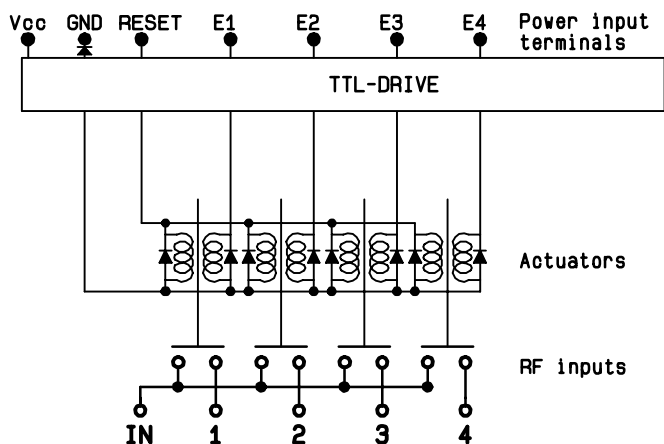 Vcc GND RESET E1 E2 E3 E4 Power input
terminals
TTL-DRIVE
Actuators
RF inputs
IN 1 2 3 4